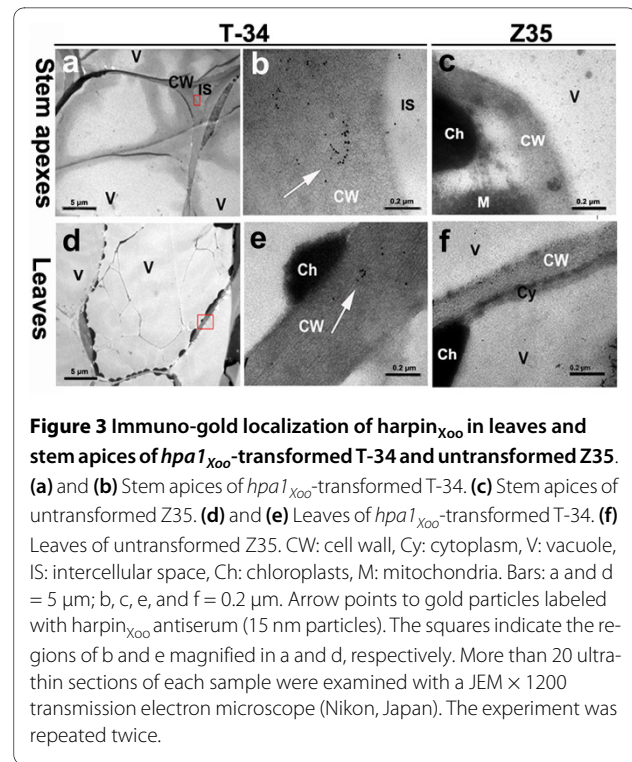 T-34 Z35
Stem apexes
Leaves
a V CW IS V V 5 μm
b IS CW 0.2 μm
c V Ch CW M 0.2 μm
d V V 5 μm
e Ch CW 0.2 μm
f V CW Cy Ch V 0.2 μm
Figure 3 Immuno-gold localization of harpinXoo in leaves and
stem apices of hpa1Xoo-transformed T-34 and untransformed Z35.
(a) and (b) Stem apices of hpa1Xoo-transformed T-34. (c) Stem apices of
untransformed Z35. (d) and (e) Leaves of hpa1Xoo-transformed T-34. (f)
Leaves of untransformed Z35. CW: cell wall, Cy: cytoplasm, V: vacuole,
IS: intercellular space, Ch: chloroplasts, M: mitochondria. Bars: a and d
= 5 μm; b, c, e, and f = 0.2 μm. Arrow points to gold particles labeled
with harpinXoo antiserum (15 nm particles). The squares indicate the re-
gions of b and e magnified in a and d, respectively. More than 20 ultra-
thin sections of each sample were examined with a JEM × 1200
transmission electron microscope (Nikon, Japan). The experiment was
repeated twice.